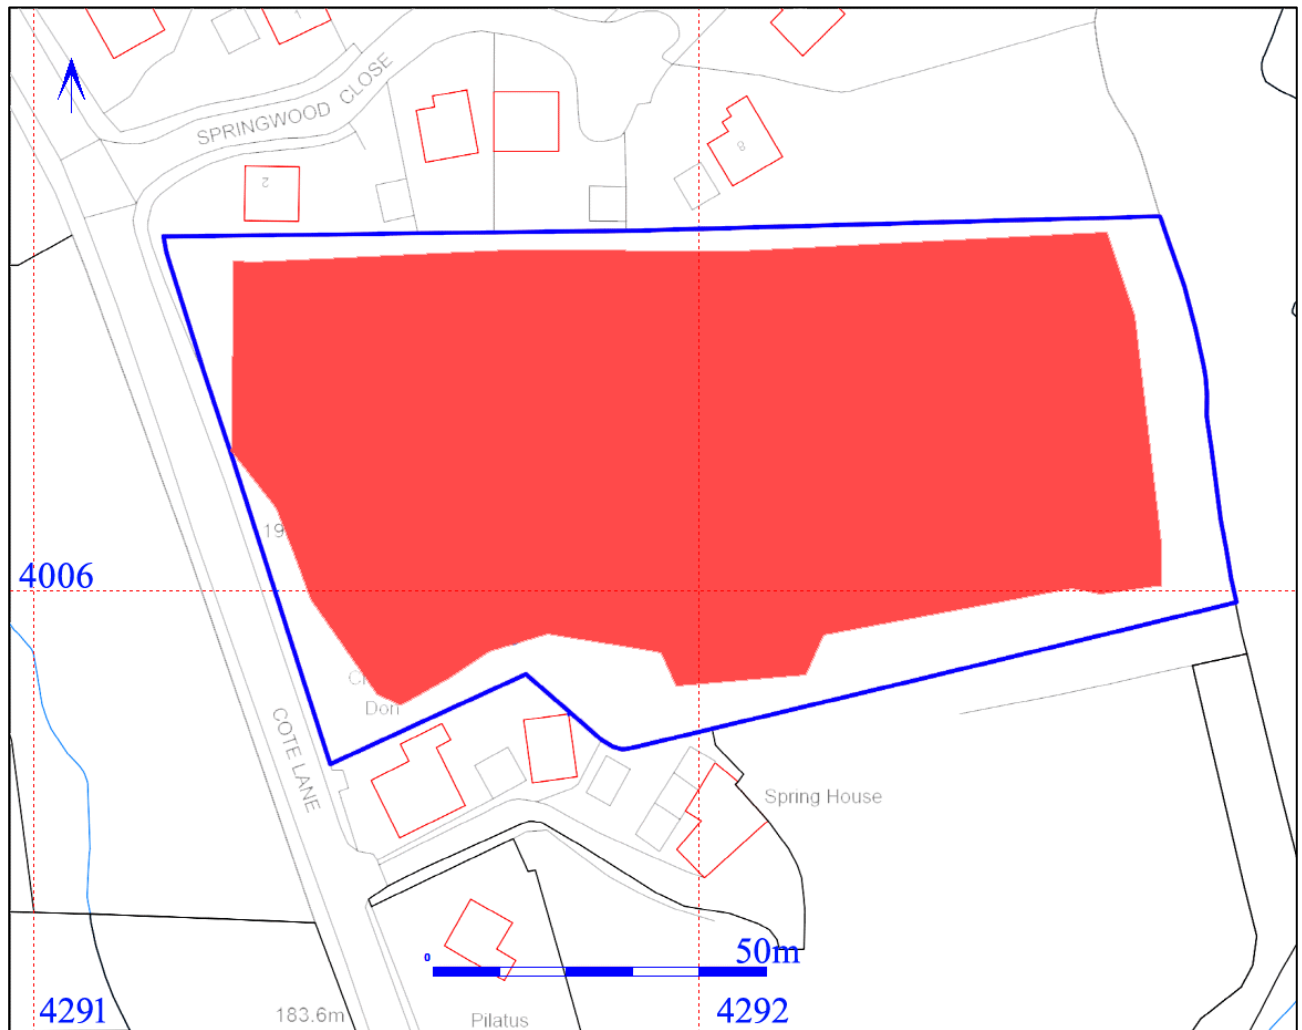 SPRINGWOOD CLOSE
2
8
19
4006
Don
COTE LANE
Spring House
0
50m
4291
4292
183.6m
Pilatus